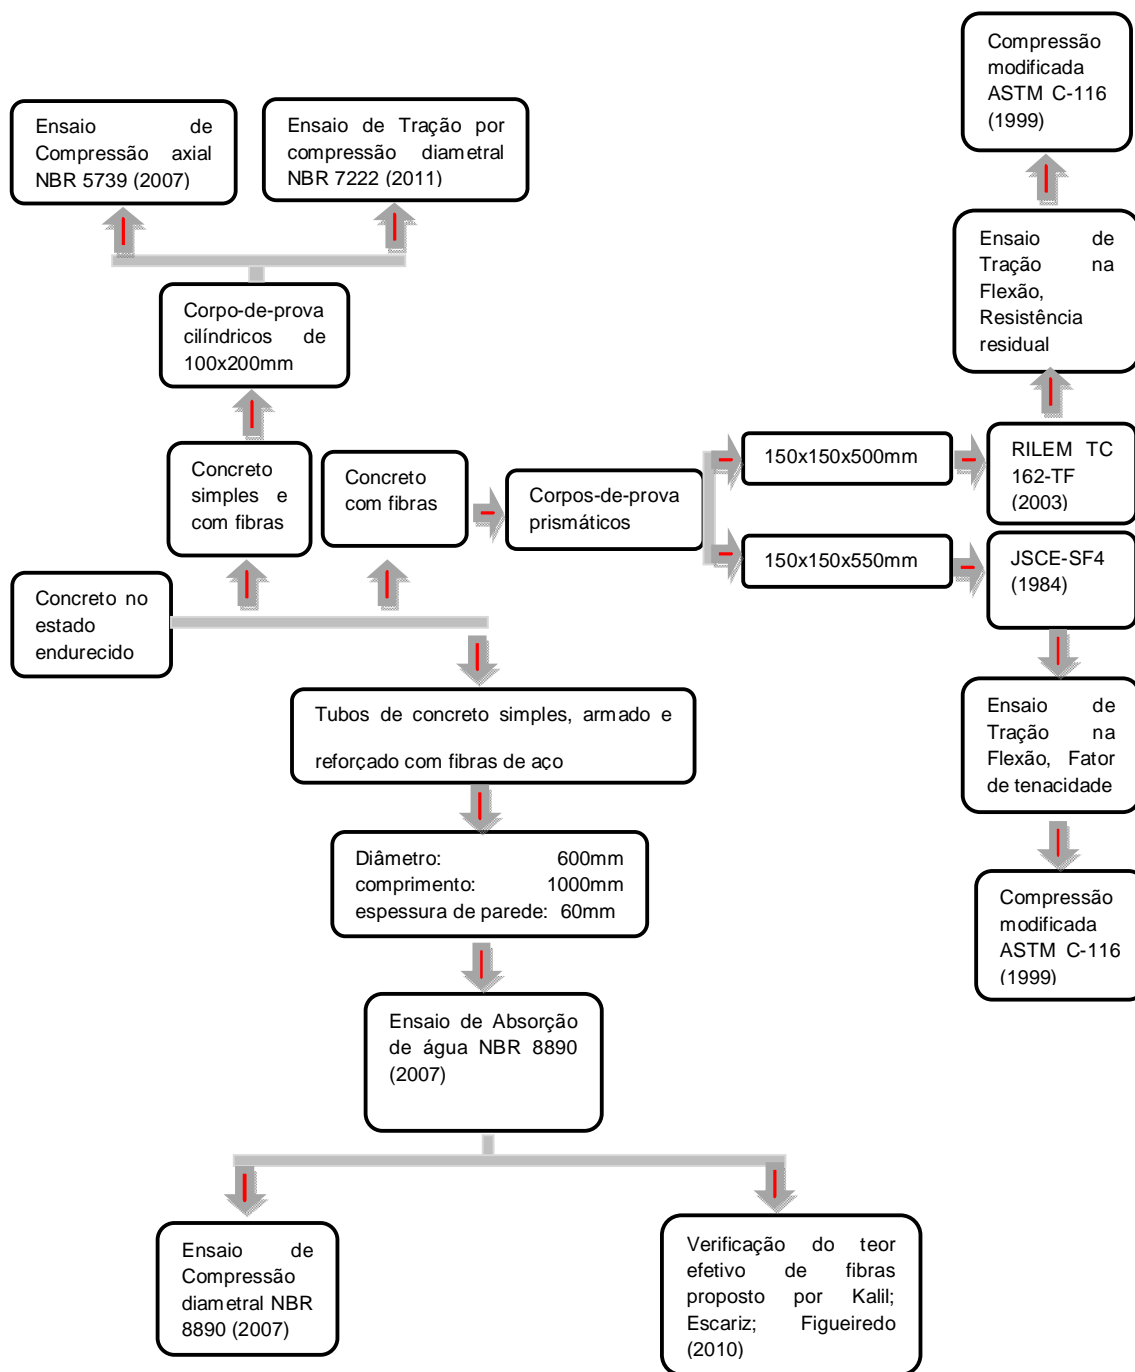 Compressão
modificada
ASTM C-116
(1999)
Ensaio de
Compressão axial
NBR 5739 (2007)
Ensaio de Tração por
compressão diametral
NBR 7222 (2011)
Ensaio de
Tração na
Flexão,
Resistência
residual
Corpo-de-prova
cilíndricos de
100x200mm
Concreto
simples e
com fibras
Concreto
com fibras
Corpos-de-prova
prismáticos
150x150x500mm
RILEM TC
162-TF
(2003)
150x150x550mm
JSCE-SF4
(1984)
Concreto no
estado
endurecido
Tubos de concreto simples, armado e
reforçado com fibras de aço
Ensaio de
Tração na
Flexão, Fator
de tenacidade
Diâmetro: 600mm
comprimento: 1000mm
espessura de parede: 60mm
Compressão
modificada
ASTM C-116
(1999)
Ensaio de Absorção
de água NBR 8890
(2007)
Ensaio de
Compressão
diametral NBR
8890 (2007)
Verificação do teor
efetivo de fibras
proposto por Kalil;
Escariz; Figueiredo
(2010)